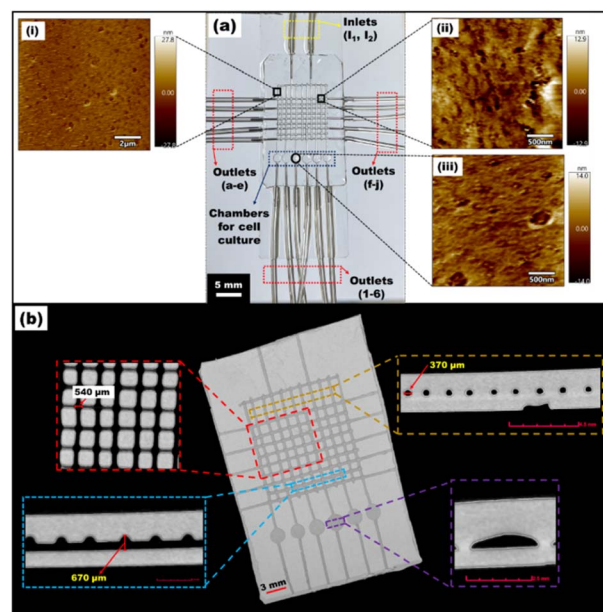 (i)
nm
27.8
0.00
-27.8
2μm
(a)
Inlets
(I₁, I₂)
Outlets
(a-e)
Outlets
(f-j)
Chambers
for cell
culture
Outlets
(1-6)
5 mm
(ii)
nm
12.9
0.00
-12.9
500nm
(iii)
nm
14.0
0.00
-14.0
500nm
(b)
540 μm
370 μm
670 μm
3 mm